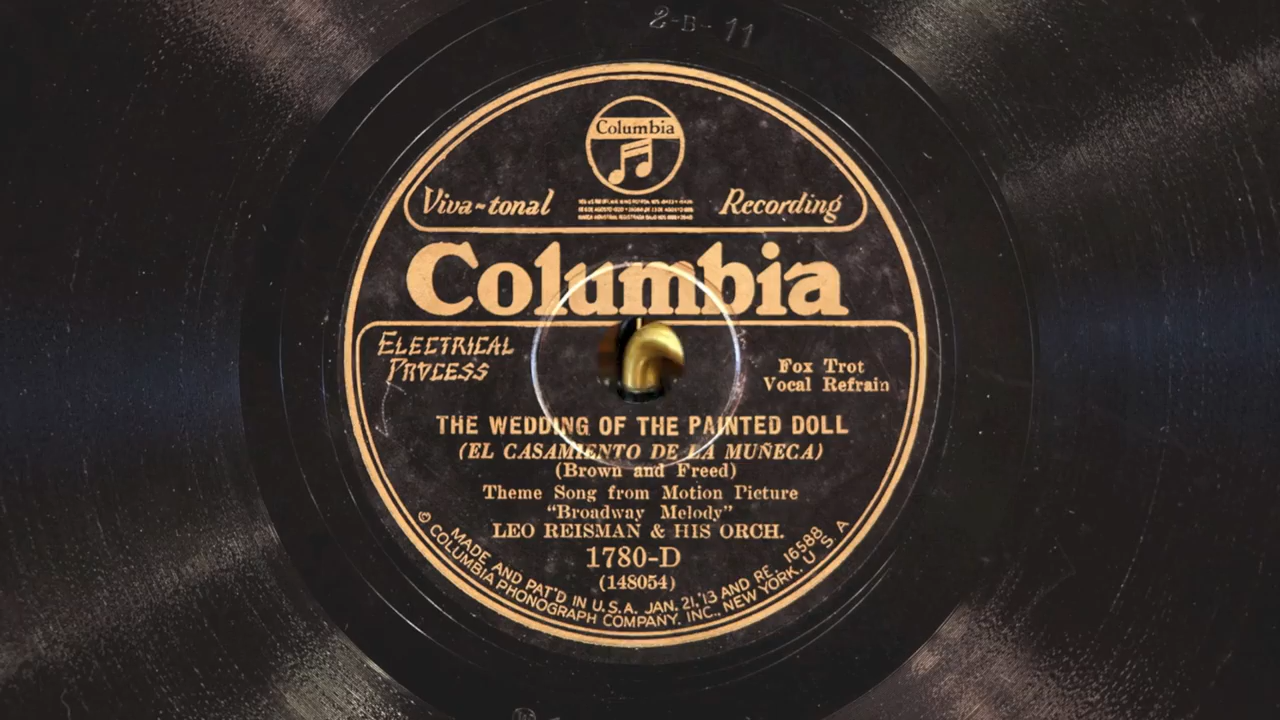 2-B-11
Columbia
Viva-tonal Recording
Columbia
ELECTRICAL
PROCESS
Fox Trot
Vocal Refrain
THE WEDDING OF THE PAINTED DOLL
(EL CASAMIENTO DE LA MUÑECA)
(Brown and Freed)
Theme Song from Motion Picture
“Broadway Melody”
LEO REISMAN & HIS ORCH.
1780-D
(148054)
MADE AND PAT'D IN U.S.A. JAN. 21,'13 AND RE. 16588
© COLUMBIA PHONOGRAPH COMPANY, INC., NEW YORK, U S A